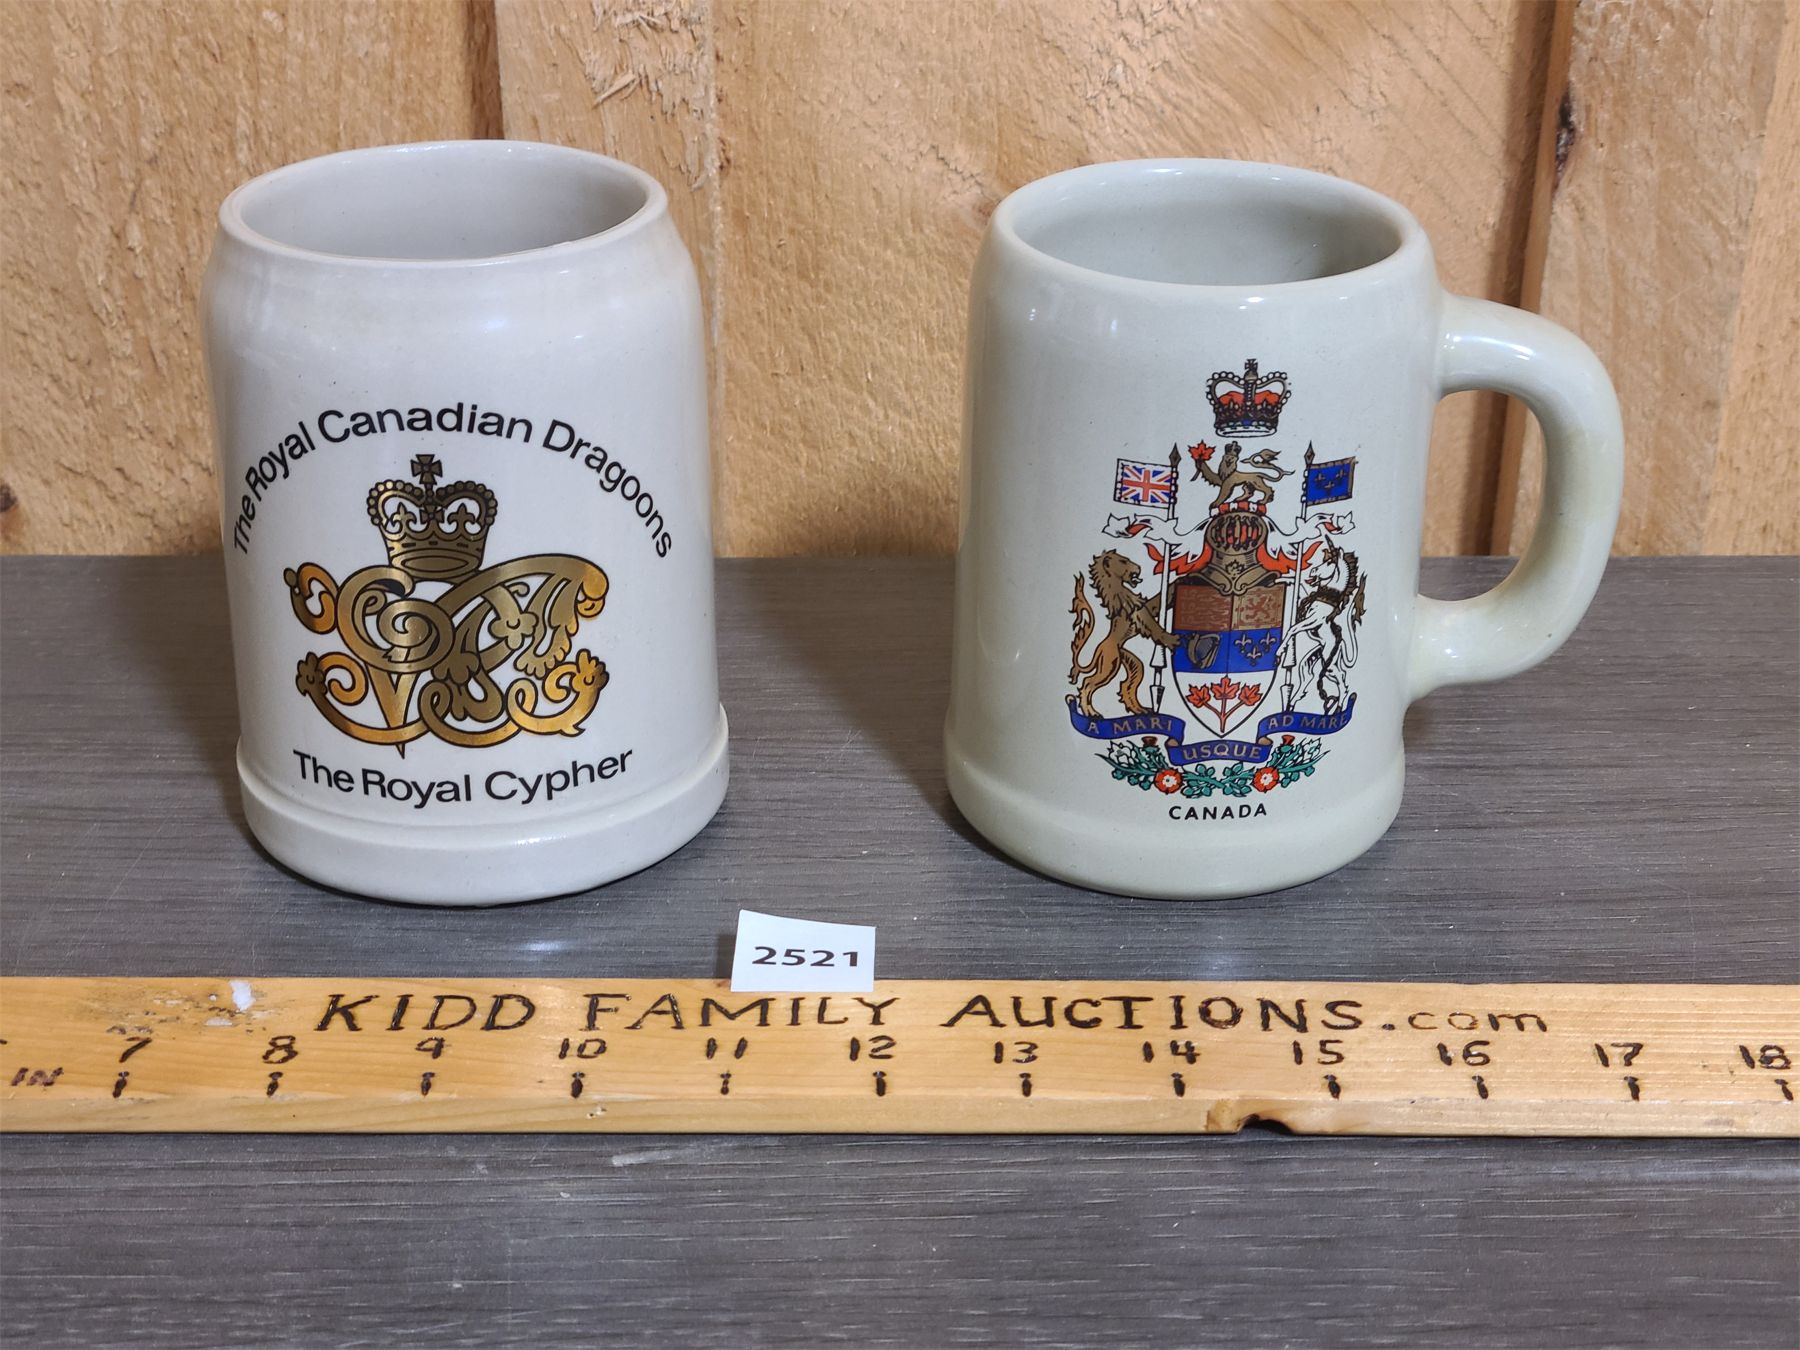 The Royal Canadian Dragoons
The Royal Cypher
A MARI USQUE AD MARE
CANADA
2521
KIDD FAMILY AUCTIONS.com
7 8 9 10 11 12 13 14 15 16 17 18
IN